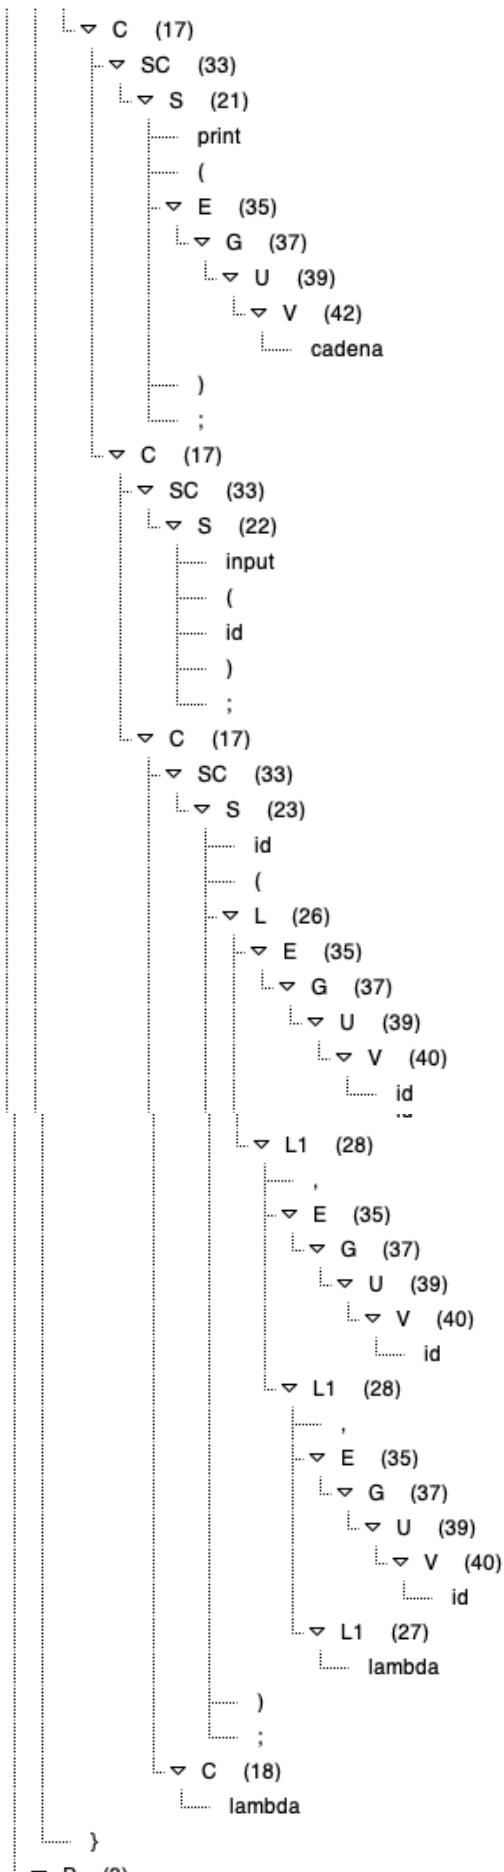 C (17)
SC (33)
S (21)
print
(
E (35)
G (37)
U (39)
V (42)
cadena
)
;
C (17)
SC (33)
S (22)
input
(
id
)
;
C (17)
SC (33)
S (23)
id
(
L (26)
E (35)
G (37)
U (39)
V (40)
id
L1 (28)
,
E (35)
G (37)
U (39)
V (40)
id
L1 (28)
,
E (35)
G (37)
U (39)
V (40)
id
L1 (27)
lambda
)
;
C (18)
lambda
}